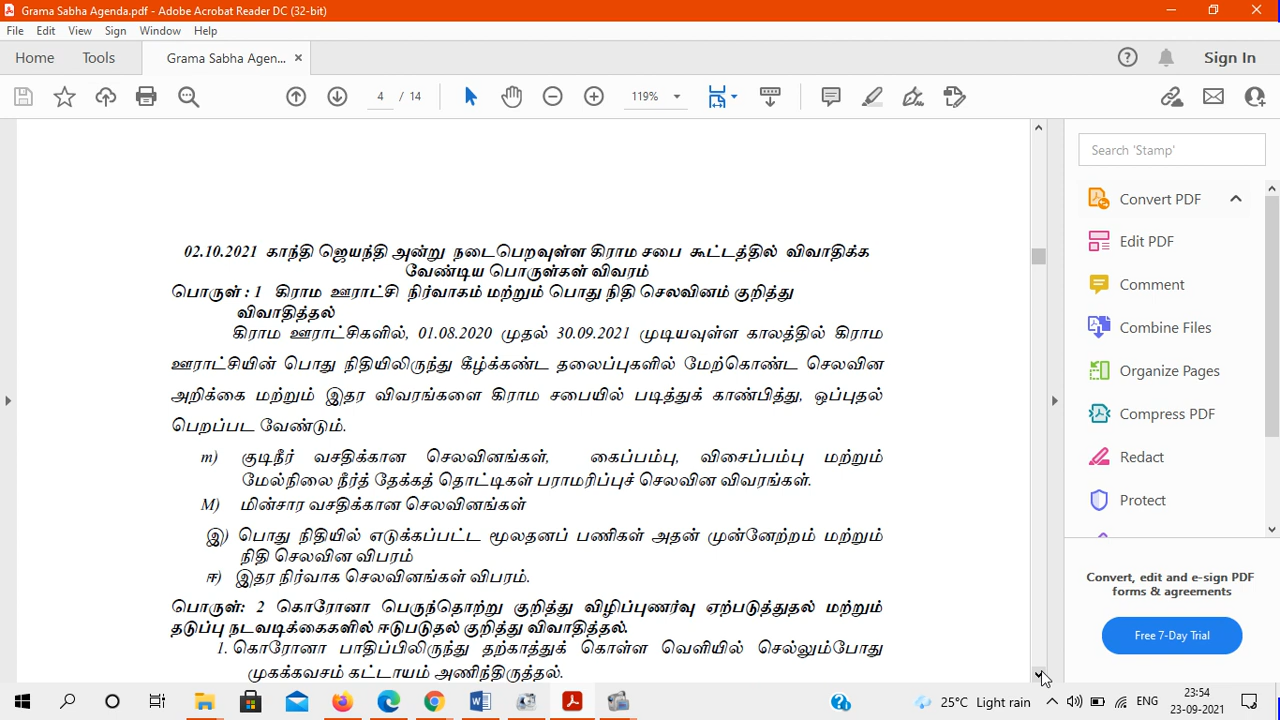 Grama Sabha Agenda.pdf - Adobe Acrobat Reader DC (32-bit)
File Edit View Sign Window Help
Home Tools Grama Sabha Agen... × Sign In
4 / 14 119%
Search 'Stamp'
Convert PDF
Edit PDF
Comment
Combine Files
Organize Pages
Compress PDF
Redact
Protect
Convert, edit and e-sign PDF
forms & agreements
Free 7-Day Trial
02.10.2021 காந்தி ஜெயந்தி அன்று நடைபெறவுள்ள கிராம சபை கூட்டத்தில் விவாதிக்க
வேண்டிய பொருள்கள் விவரம்
பொருள் : 1 கிராம ஊராட்சி நிர்வாகம் மற்றும் பொது நிதி செலவினம் குறித்து
விவாதித்தல்
கிராம ஊராட்சிகளில், 01.08.2020 முதல் 30.09.2021 முடியவுள்ள காலத்தில் கிராம
ஊராட்சியின் பொது நிதியிலிருந்து கீழ்க்கண்ட தலைப்புகளில் மேற்கொண்ட செலவின
அறிக்கை மற்றும் இதர விவரங்களை கிராம சபையில் படித்துக் காண்பித்து, ஒப்புதல்
பெறப்பட வேண்டும்.
m) குடிநீர் வசதிக்கான செலவினங்கள், கைப்பம்பு, விசைப்பம்பு மற்றும்
மேல்நிலை நீர்த் தேக்கத் தொட்டிகள் பராமரிப்புச் செலவின விவரங்கள்.
M) மின்சார வசதிக்கான செலவினங்கள்
இ) பொது நிதியில் எடுக்கப்பட்ட மூலதனப் பணிகள் அதன் முன்னேற்றம் மற்றும்
நிதி செலவின விபரம்
ஈ) இதர நிர்வாக செலவினங்கள் விபரம்.
பொருள்: 2 கொரோனா பெருந்தொற்று குறித்து விழிப்புணர்வு ஏற்படுத்துதல் மற்றும்
தடுப்பு நடவடிக்கைகளில் ஈடுபடுதல் குறித்து விவாதித்தல்.
1. கொரோனா பாதிப்பிலிருந்து தற்காத்துக் கொள்ள வெளியில் செல்லும்போது
முகக்கவசம் கட்டாயம் அணிந்திருத்தல்.
25°C Light rain ENG 23:54
23-09-2021